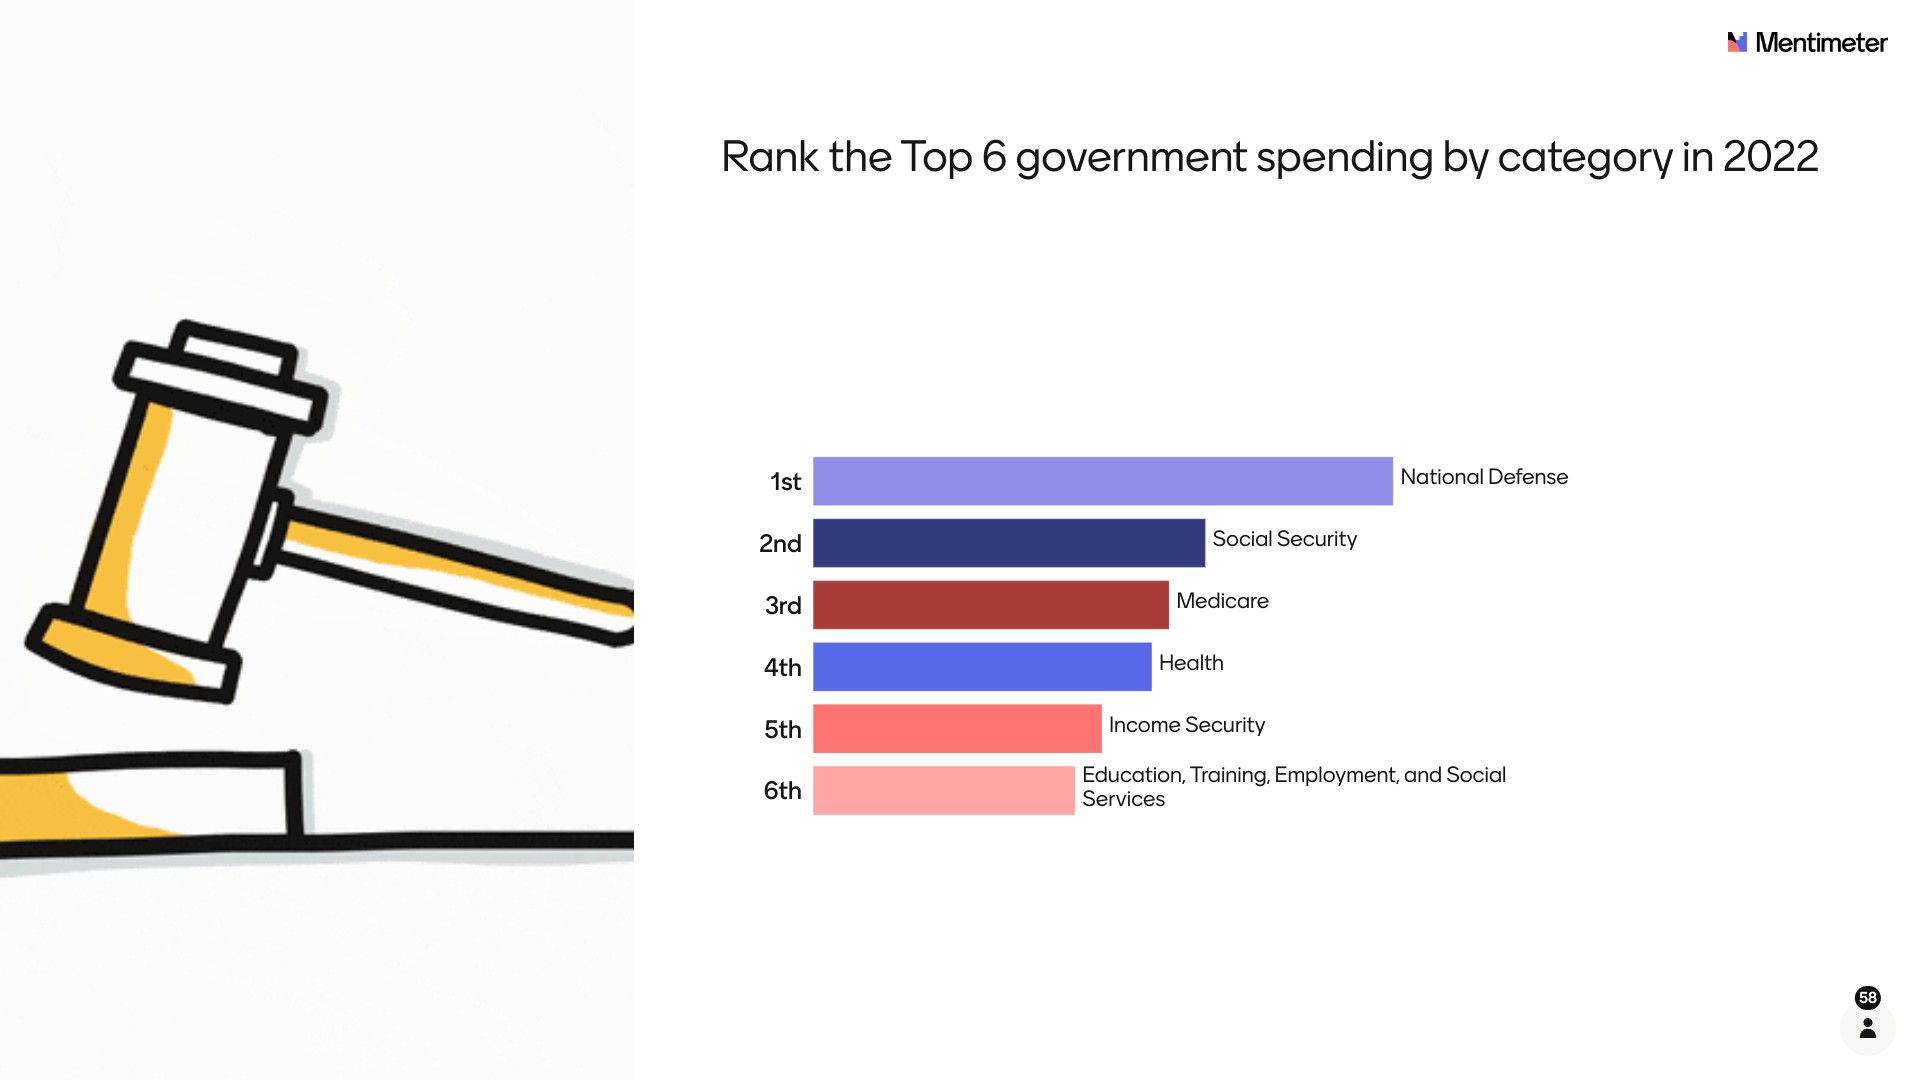 Mentimeter
Rank the Top 6 government spending by category in 2022
1st National Defense
2nd Social Security
3rd Medicare
4th Health
5th Income Security
6th Education, Training, Employment, and Social
Services
58